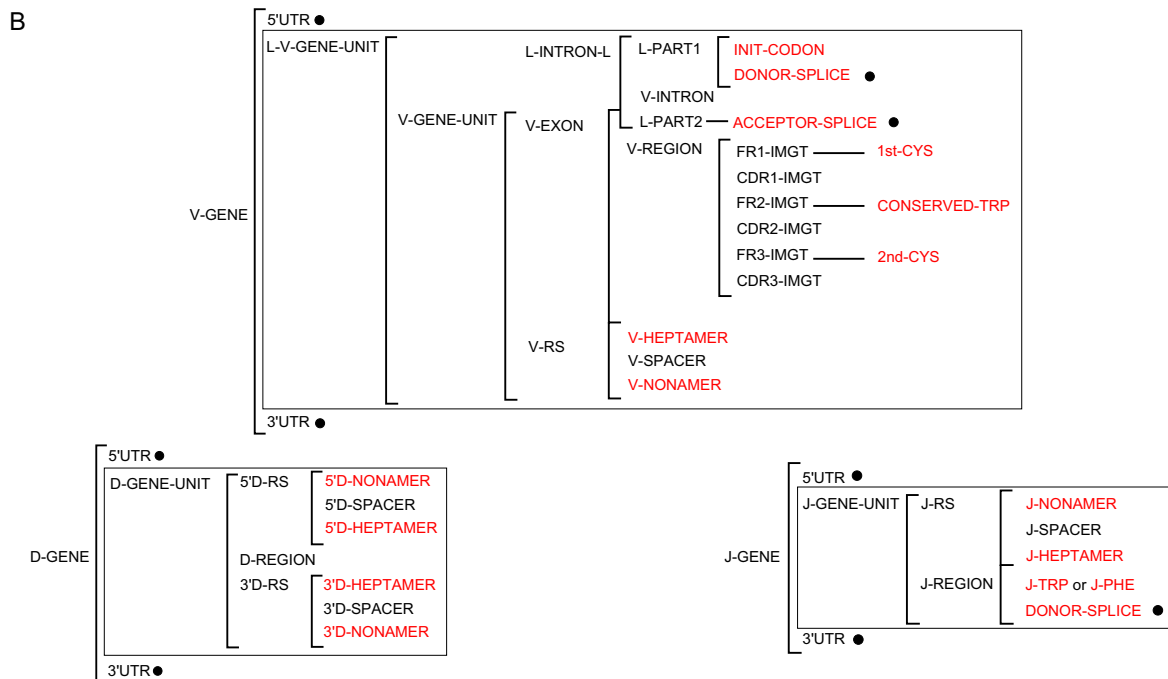 B
5'UTR ●
L-V-GENE-UNIT
L-INTRON-L
L-PART1
INIT-CODON
DONOR-SPLICE ●
V-INTRON
V-GENE-UNIT
V-EXON
L-PART2
ACCEPTOR-SPLICE ●
V-REGION
FR1-IMGT
1st-CYS
CDR1-IMGT
V-GENE
FR2-IMGT
CONSERVED-TRP
CDR2-IMGT
FR3-IMGT
2nd-CYS
CDR3-IMGT
V-RS
V-HEPTAMER
V-SPACER
V-NONAMER
3'UTR ●
5'UTR ●
D-GENE-UNIT
5'D-RS
5'D-NONAMER
5'D-SPACER
5'D-HEPTAMER
D-GENE
D-REGION
3'D-RS
3'D-HEPTAMER
3'D-SPACER
3'D-NONAMER
3'UTR ●
5'UTR ●
J-GENE-UNIT
J-RS
J-NONAMER
J-SPACER
J-HEPTAMER
J-GENE
J-REGION
J-TRP or J-PHE
DONOR-SPLICE ●
3'UTR ●